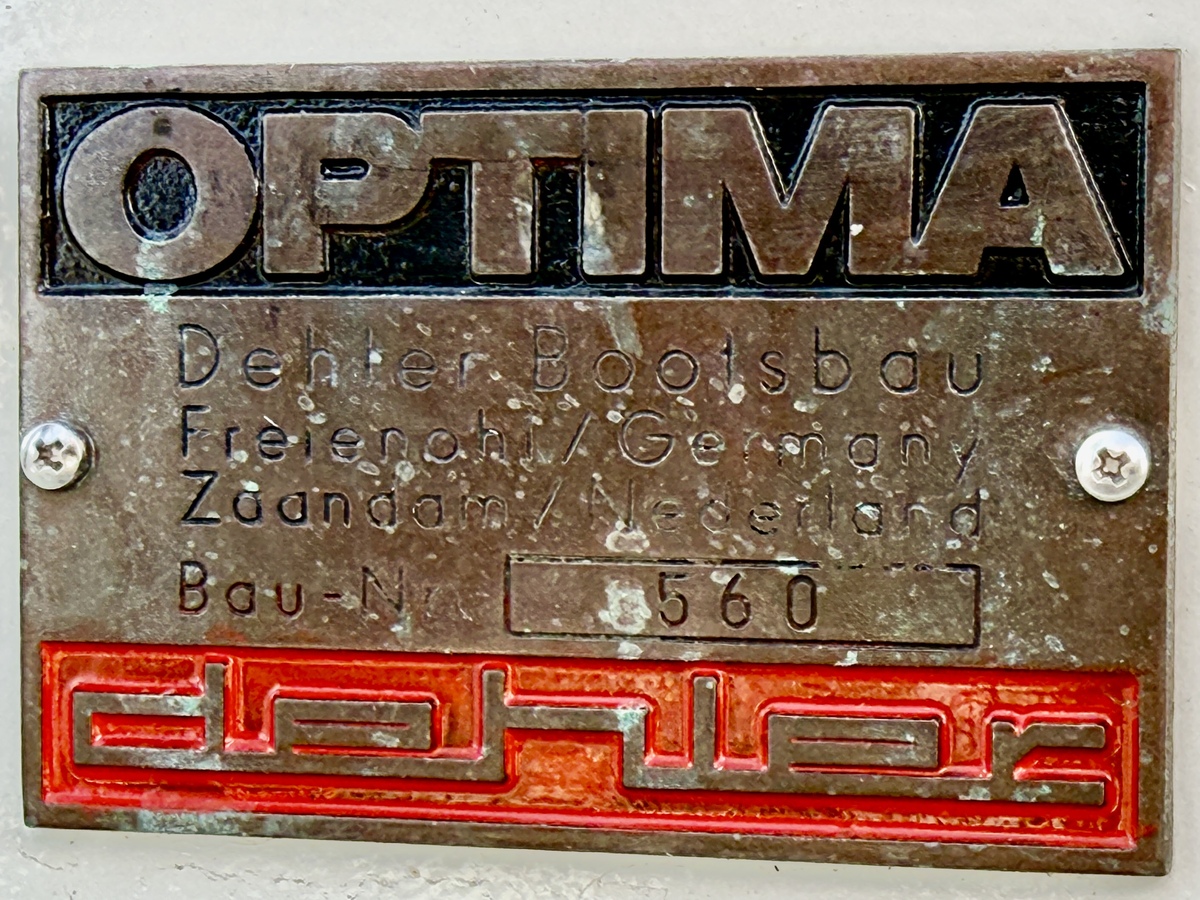 OPTIMA
Dehler Bootsbau
Freienohl/Germany
Zaandam/Nederland
Bau-Nr. 560
dehler